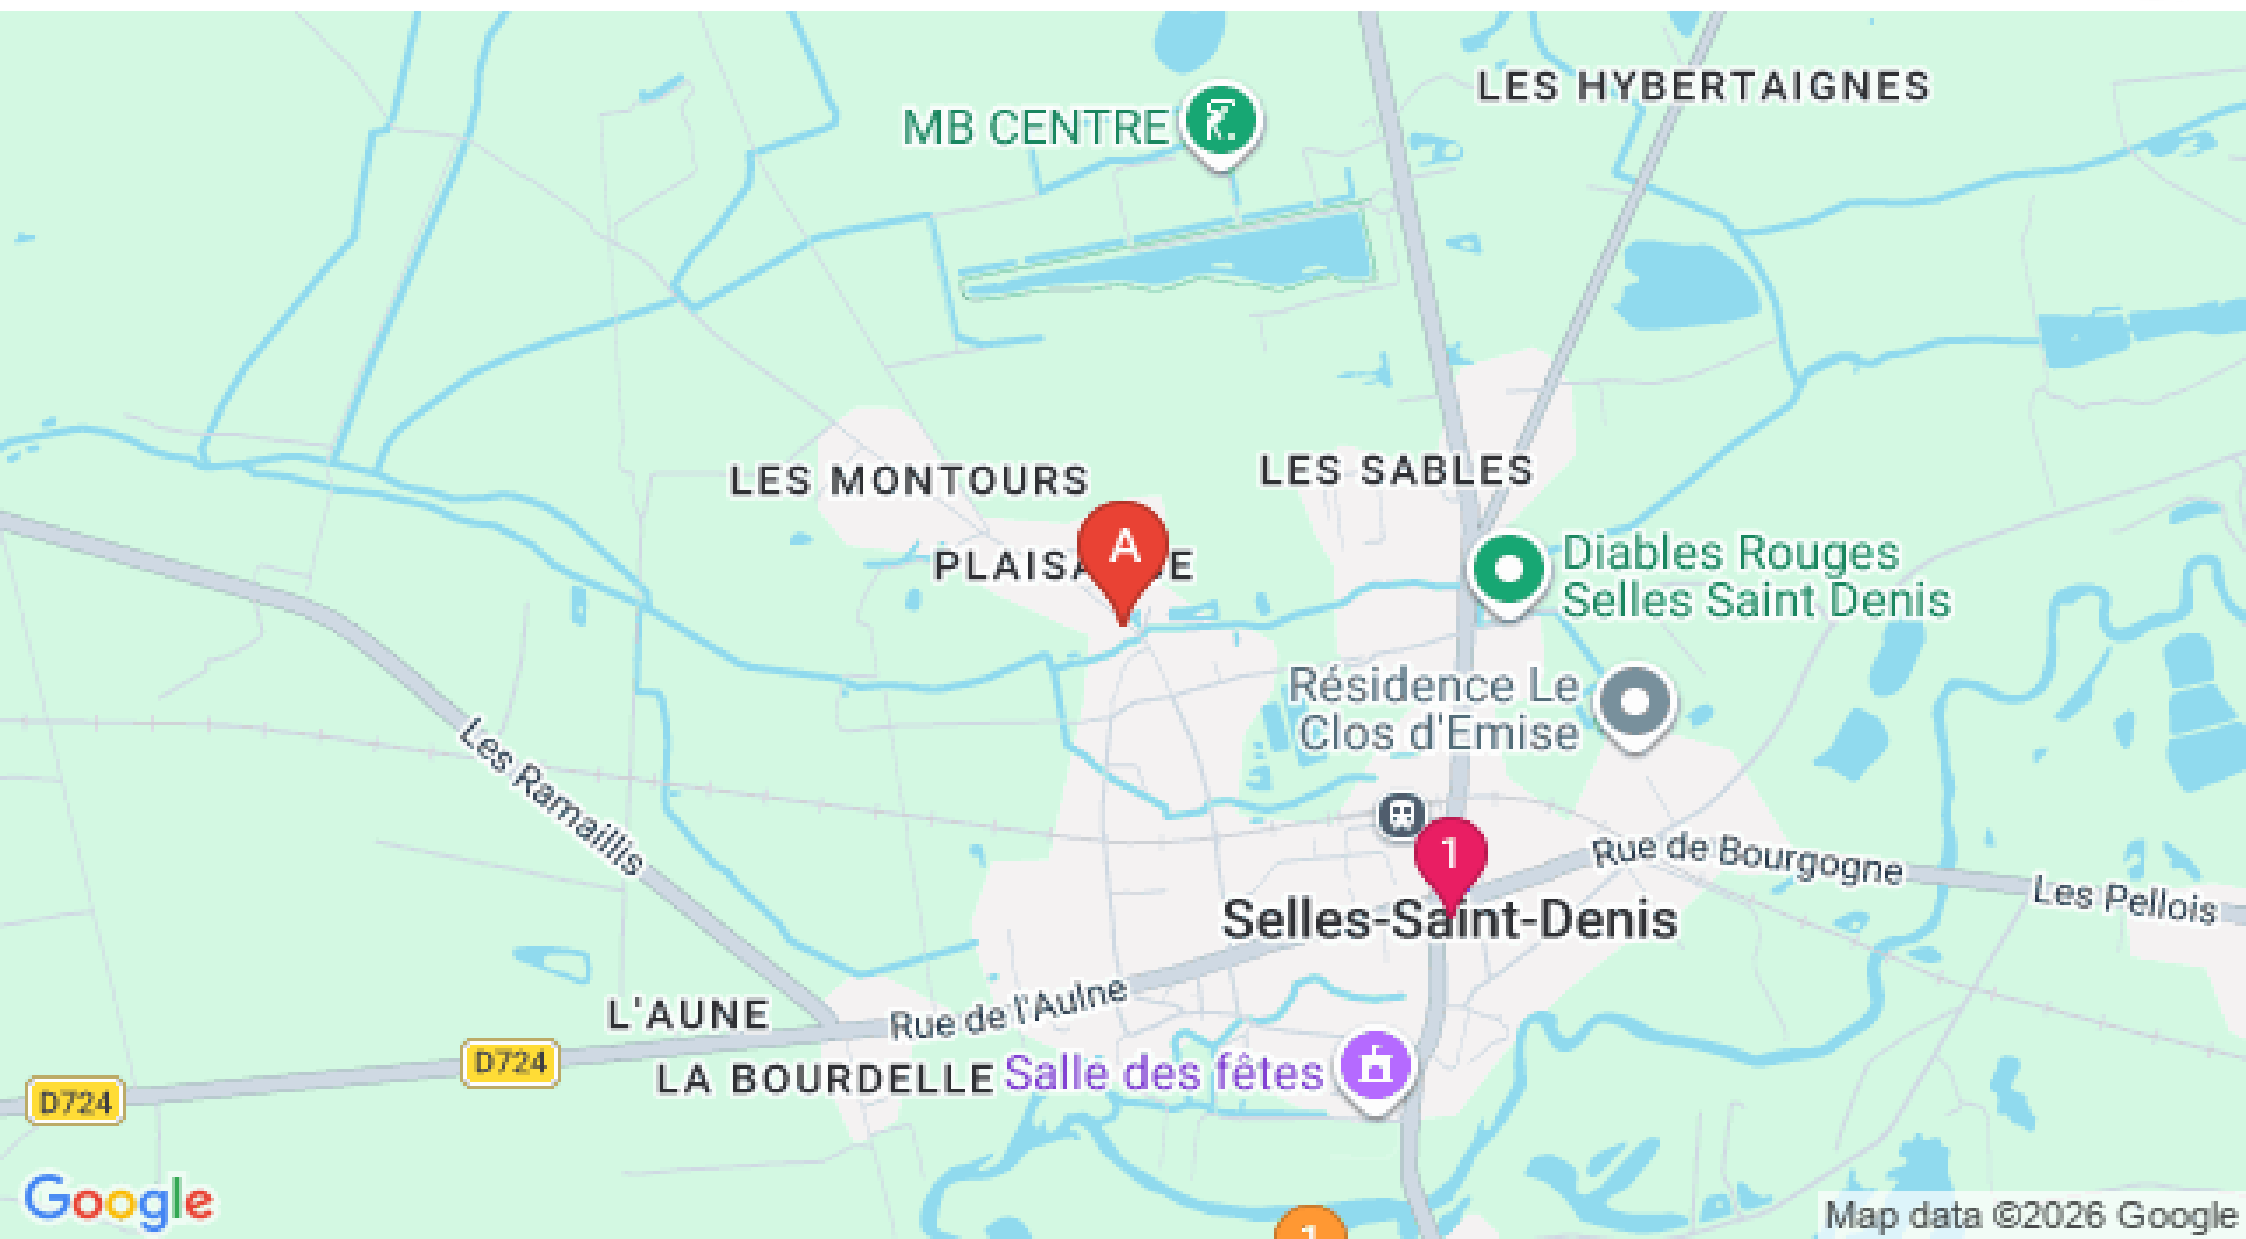 LES HYBERTAIGNES
MB CENTRE
LES MONTOURS
LES SABLES
A
Diables Rouges
Selles Saint Denis
Résidence Le
Clos d'Emise
Les Ramaillis
1
Rue de Bourgogne
Les Pellois
Selles-Saint-Denis
Rue de l'Aulne
L'AUNE
D724
LA BOURDELLE
Salle des fêtes
D724
1
Google
Map data ©2026 Google